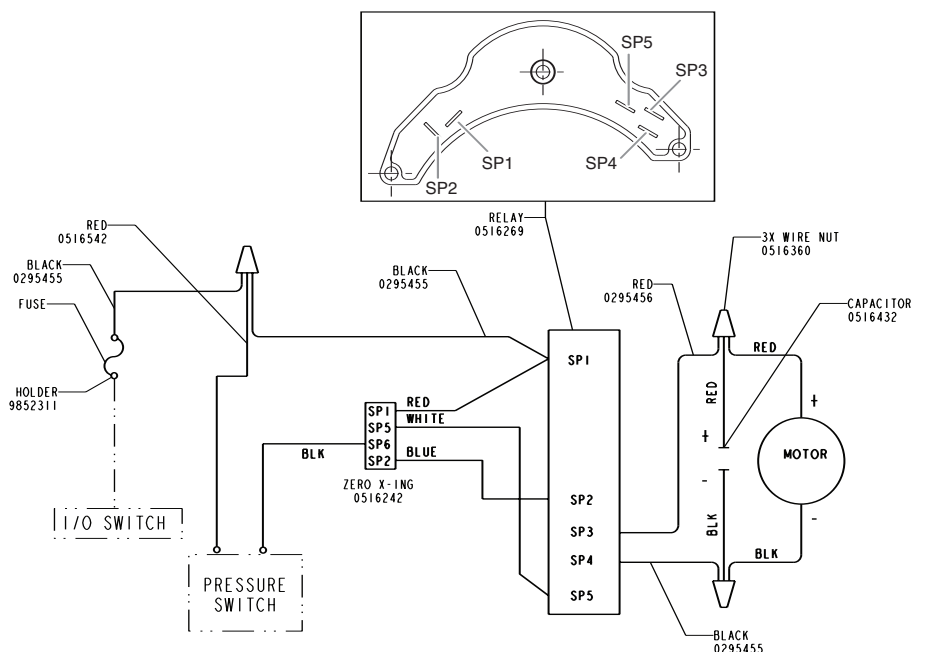 SP5
SP3
SP1
SP4
SP2
RED
0516542
RELAY
0516269
3X WIRE NUT
0516360
BLACK
0295455
BLACK
0295455
RED
0295456
CAPACITOR
0516432
FUSE
RED
SP1
HOLDER
9852311
RED
SP1
RED
+
SP5
WHITE
+
MOTOR
SP6
BLK
SP2
BLUE
-
ZERO X-ING
0516242
SP2
BLK
-
I/O SWITCH
SP3
SP4
BLK
PRESSURE
SWITCH
SP5
BLACK
0295455